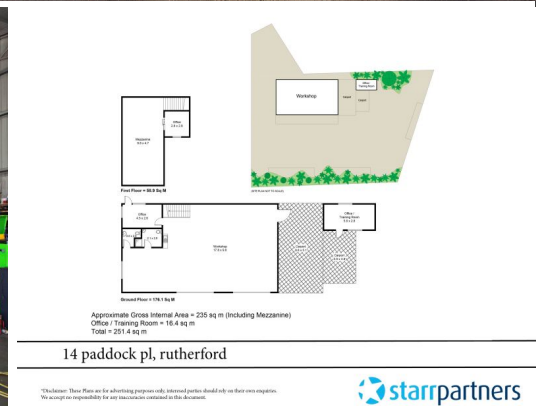 Workshop
Office /
Training Room
Office
Mezzanine
First Floor = 58.9 Sq M
Office
Workshop
Office /
Training Room
Ground Floor = 176.1 Sq M
Approximate Gross Internal Area = 235 sq m (Including Mezzanine)
Office / Training Room = 16.4 sq m
Total = 251.4 sq m
14 paddock pl, rutherford
*Disclaimer: These Plans are for advertising purposes only, interested parties should rely on their own enquiries.
We accept no responsibility for any inaccuracies contained in this document.
starrpartners